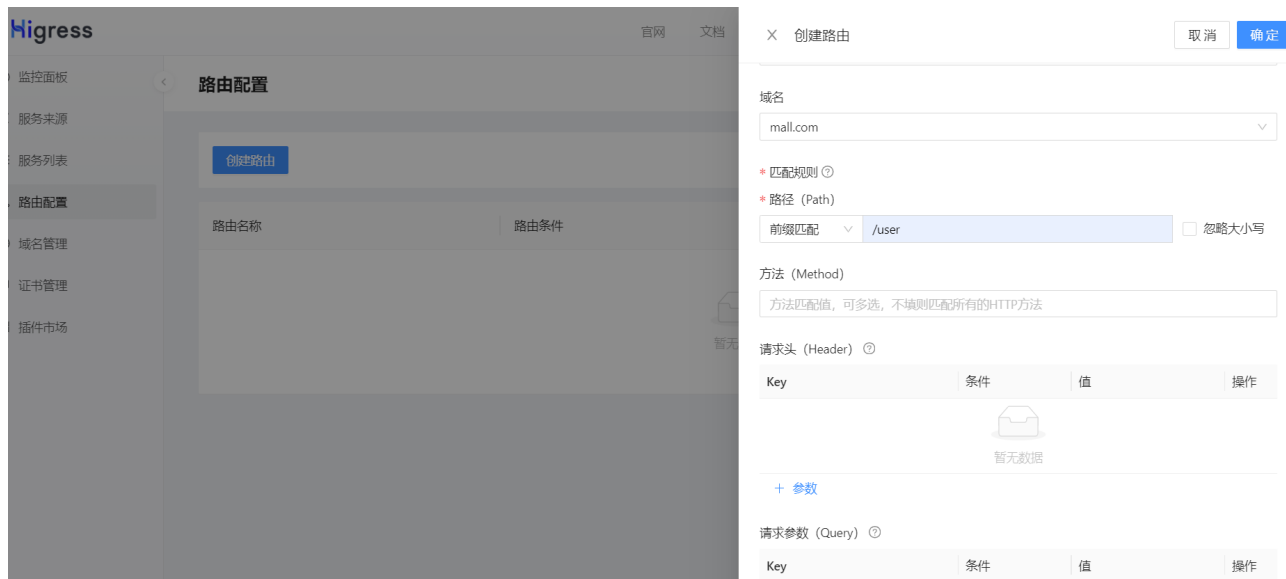 Higress
官网 文档
监控面板
服务来源
服务列表
路由配置
域名管理
证书管理
插件市场
路由配置
创建路由
路由名称 路由条件
暂无
创建路由
取 消 确 定
域名
mall.com
* 匹配规则
* 路径（Path）
前缀匹配 /user 忽略大小写
方法（Method）
方法匹配值，可多选，不填则匹配所有的HTTP方法
请求头（Header）
Key 条件 值 操作
暂无数据
+ 参数
请求参数（Query）
Key 条件 值 操作